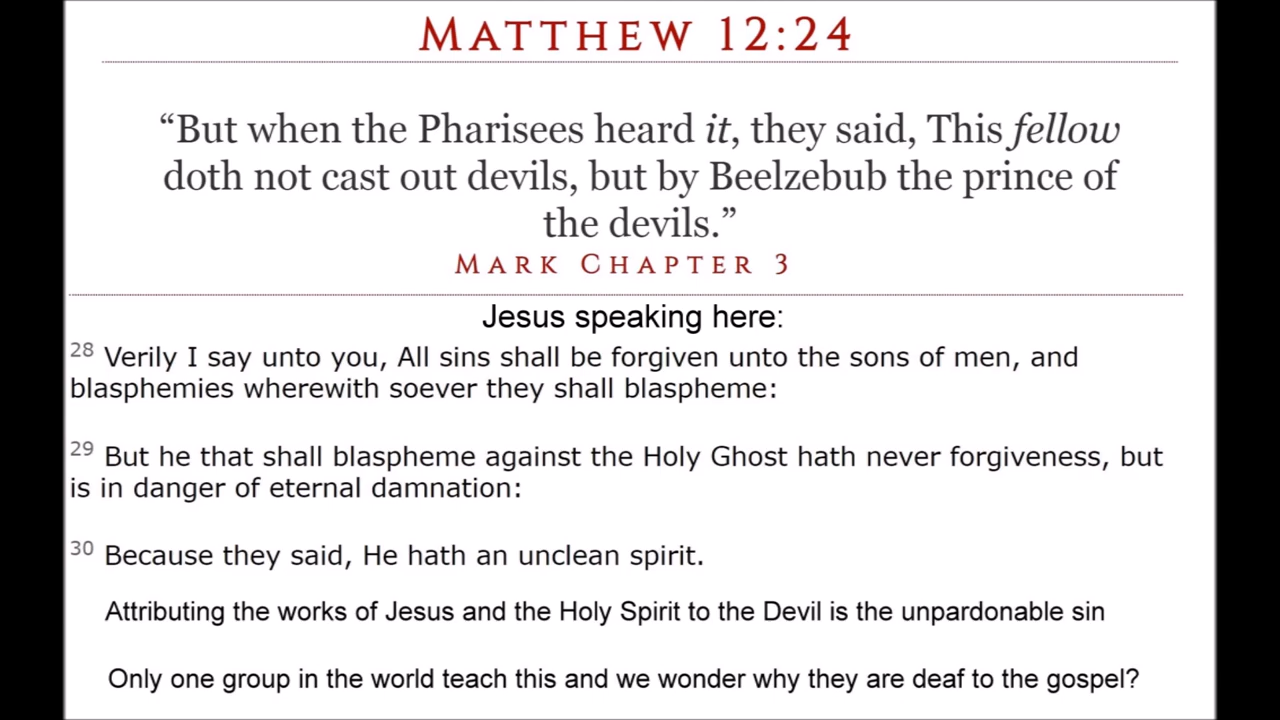 MATTHEW 12:24
“But when the Pharisees heard it, they said, This fellow
doth not cast out devils, but by Beelzebub the prince of
the devils.”
MARK CHAPTER 3
Jesus speaking here:
28 Verily I say unto you, All sins shall be forgiven unto the sons of men, and
blasphemies wherewith soever they shall blaspheme:
29 But he that shall blaspheme against the Holy Ghost hath never forgiveness, but
is in danger of eternal damnation:
30 Because they said, He hath an unclean spirit.
Attributing the works of Jesus and the Holy Spirit to the Devil is the unpardonable sin
Only one group in the world teach this and we wonder why they are deaf to the gospel?